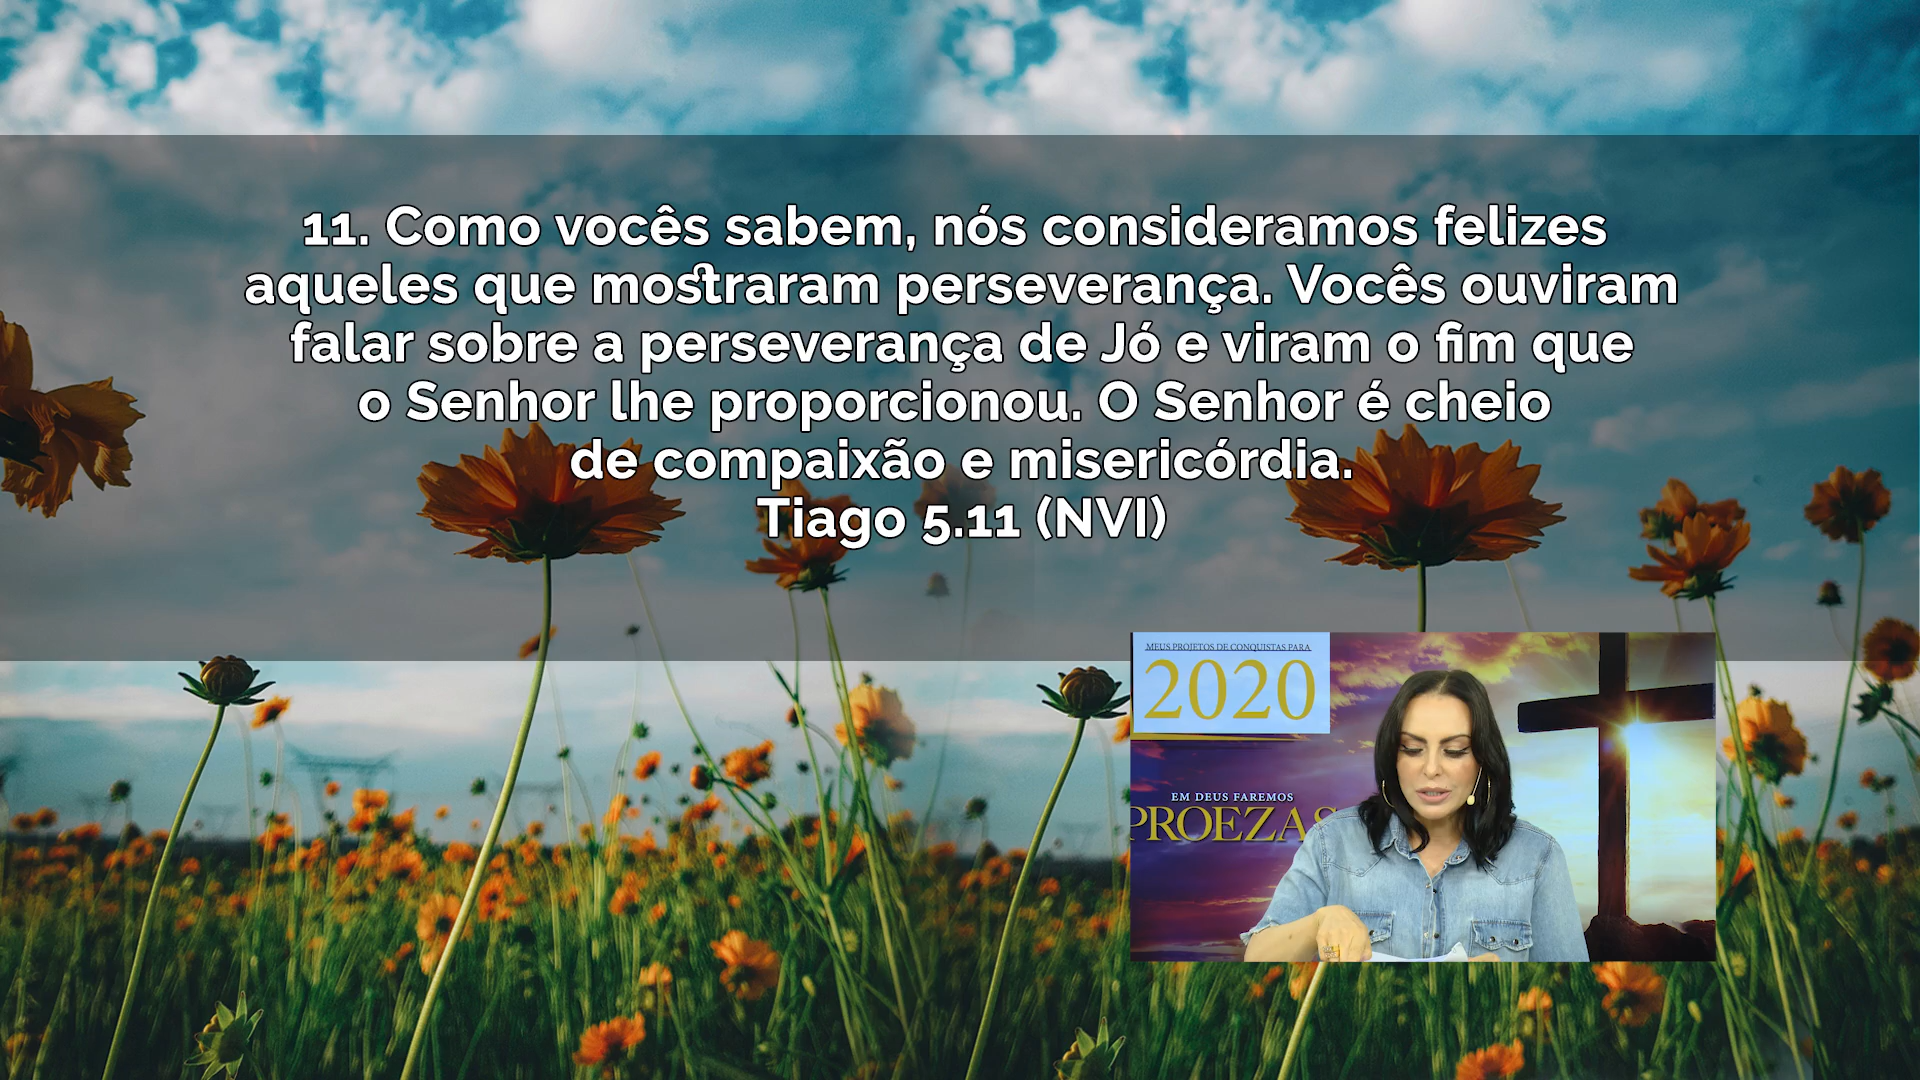 11. Como vocês sabem, nós consideramos felizes
aqueles que mostraram perseverança. Vocês ouviram
falar sobre a perseverança de Jó e viram o fim que
o Senhor lhe proporcionou. O Senhor é cheio
de compaixão e misericórdia.
Tiago 5.11 (NVI)
MEUS PROJETOS DE CONQUISTAS PARA
2020
EM DEUS FAREMOS
PROEZAS